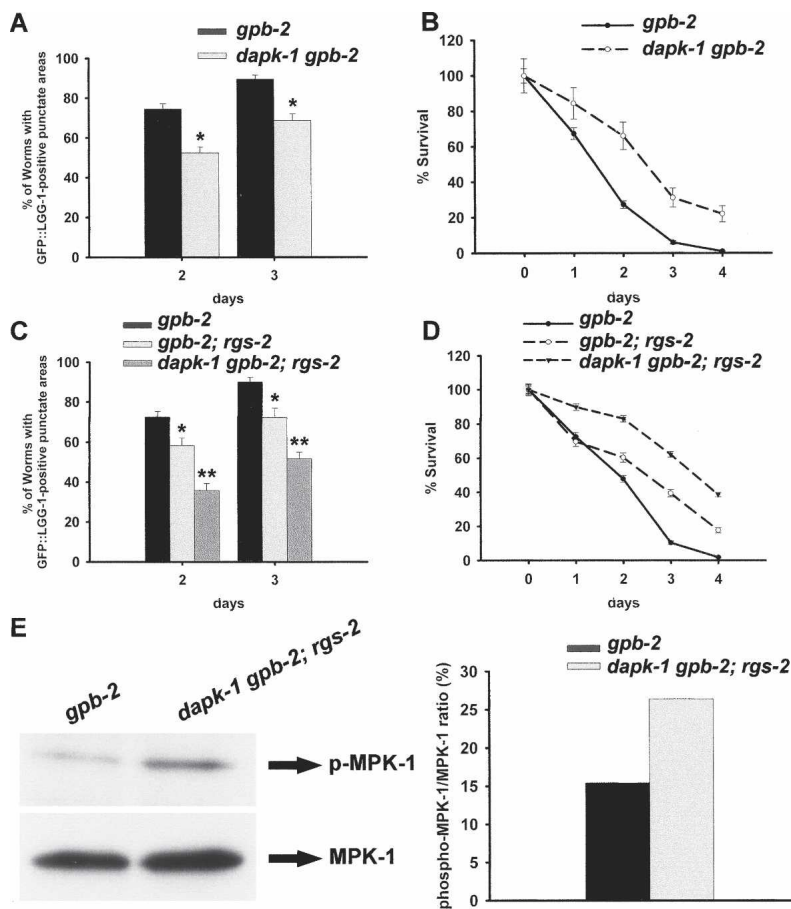 A
gpb-2
dapk-1 gpb-2
% of Worms with
GFP::LGG-1-positive punctate areas
100
80
60
40
20
0
*
*
2
3
days
B
gpb-2
dapk-1 gpb-2
% Survival
120
100
80
60
40
20
0
0 1 2 3 4
days
C
gpb-2
gpb-2; rgs-2
dapk-1 gpb-2; rgs-2
% of Worms with
GFP::LGG-1-positive punctate areas
100
80
60
40
20
0
*
**
*
**
2
3
days
D
gpb-2
gpb-2; rgs-2
dapk-1 gpb-2; rgs-2
% Survival
120
100
80
60
40
20
0
0 1 2 3 4
days
E
gpb-2
dapk-1 gpb-2; rgs-2
p-MPK-1
MPK-1
gpb-2
dapk-1 gpb-2; rgs-2
phospho-MPK-1/MPK-1 ratio (%)
30
25
20
15
10
5
0